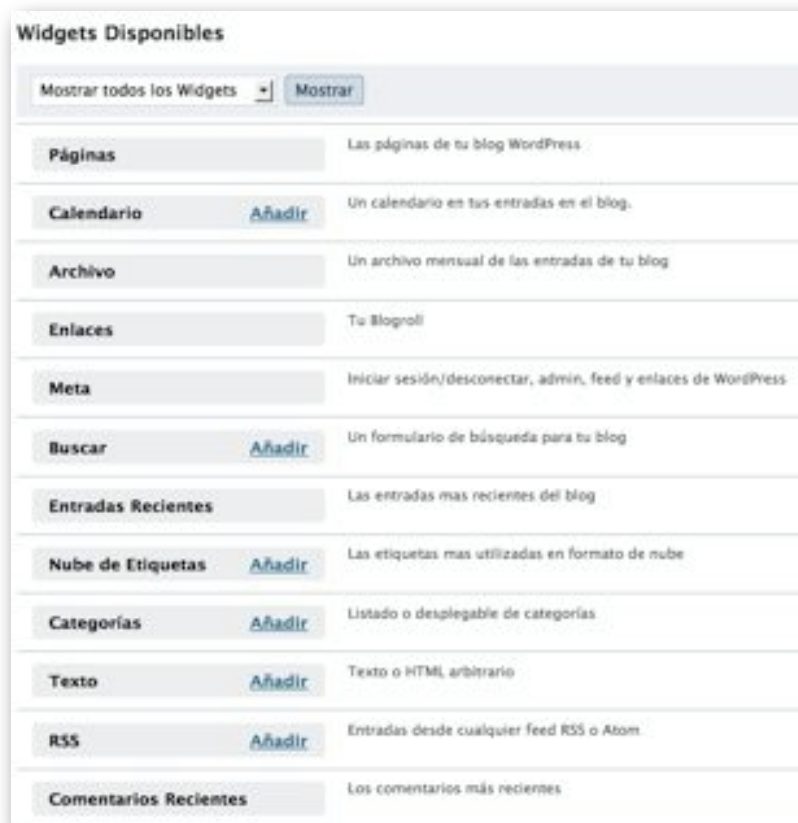 Widgets Disponibles
Mostrar todos los Widgets Mostrar
Páginas Las páginas de tu blog WordPress
Calendario Añadir Un calendario en tus entradas en el blog.
Archivo Un archivo mensual de las entradas de tu blog
Enlaces Tu Blogroll
Meta Iniciar sesión/desconectar, admin, feed y enlaces de WordPress
Buscar Añadir Un formulario de búsqueda para tu blog
Entradas Recientes Las entradas mas recientes del blog
Nube de Etiquetas Añadir Las etiquetas mas utilizadas en formato de nube
Categorías Añadir Listado o desplegable de categorías
Texto Añadir Texto o HTML arbitrario
RSS Añadir Entradas desde cualquier feed RSS o Atom
Comentarios Recientes Los comentarios más recientes